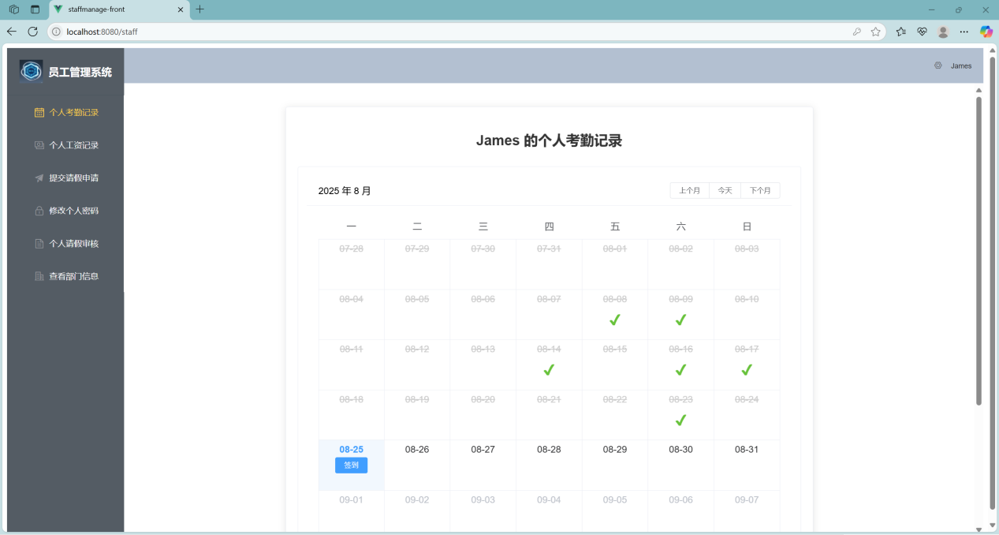 staffmanage-front
localhost:8080/staff
员工管理系统
James
个人考勤记录
个人工资记录
提交请假申请
修改个人密码
个人请假审核
查看部门信息
James 的个人考勤记录
2025 年 8 月
上个月 今天 下个月
一 二 三 四 五 六 日
07-28 07-29 07-30 07-31 08-01 08-02 08-03
08-04 08-05 08-06 08-07 08-08 08-09 08-10
08-11 08-12 08-13 08-14 08-15 08-16 08-17
08-18 08-19 08-20 08-21 08-22 08-23 08-24
08-25 08-26 08-27 08-28 08-29 08-30 08-31
签到
09-01 09-02 09-03 09-04 09-05 09-06 09-07